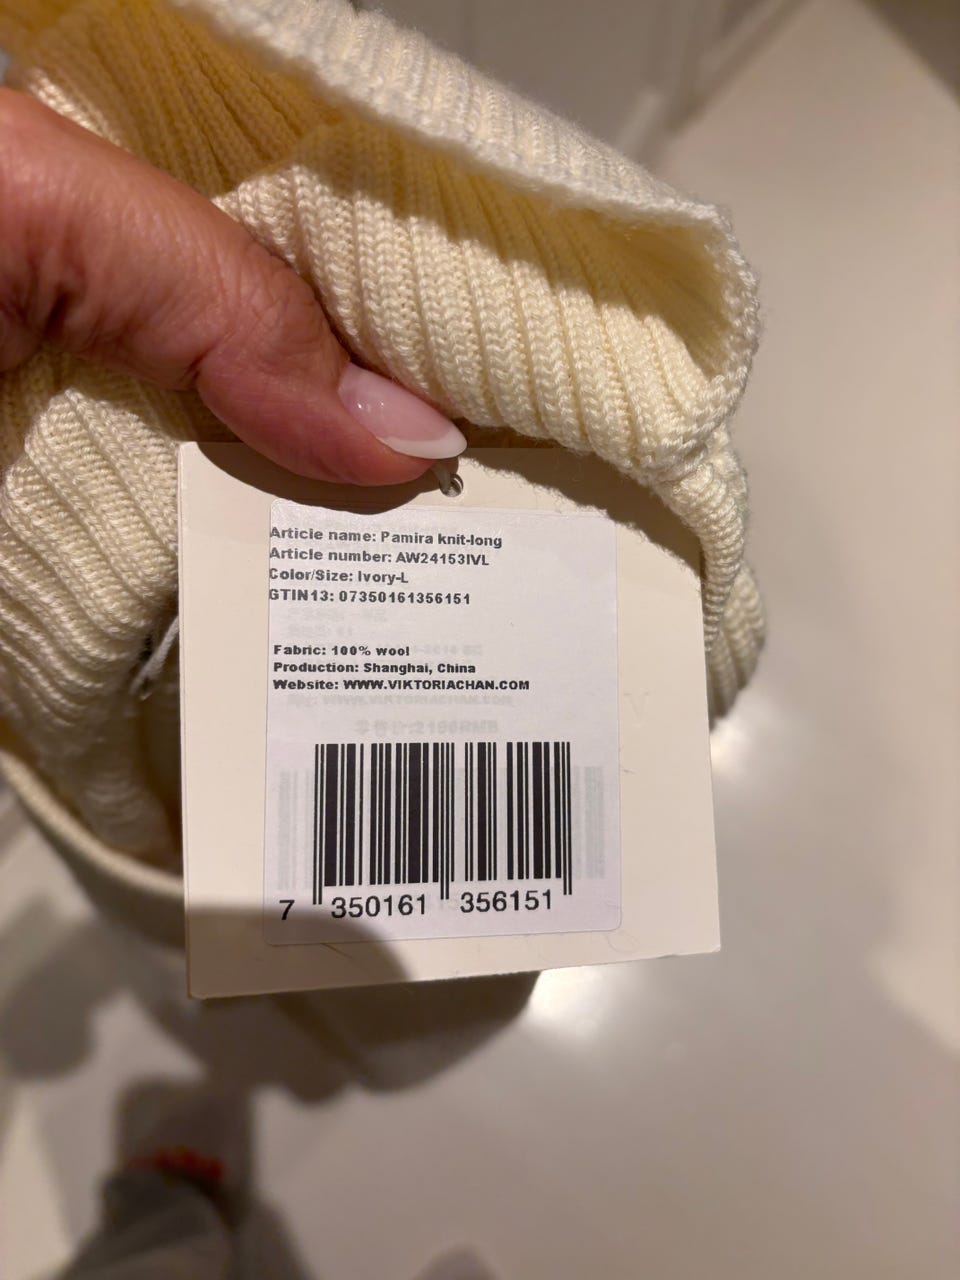 Article name: Pamira knit-long
Article number: AW24153IVL
Color/Size: Ivory-L
GTIN13: 07350161356151
Fabric: 100% wool
Production: Shanghai, China
Website: WWW.VIKTORIACHAN.COM
7 350161 356151